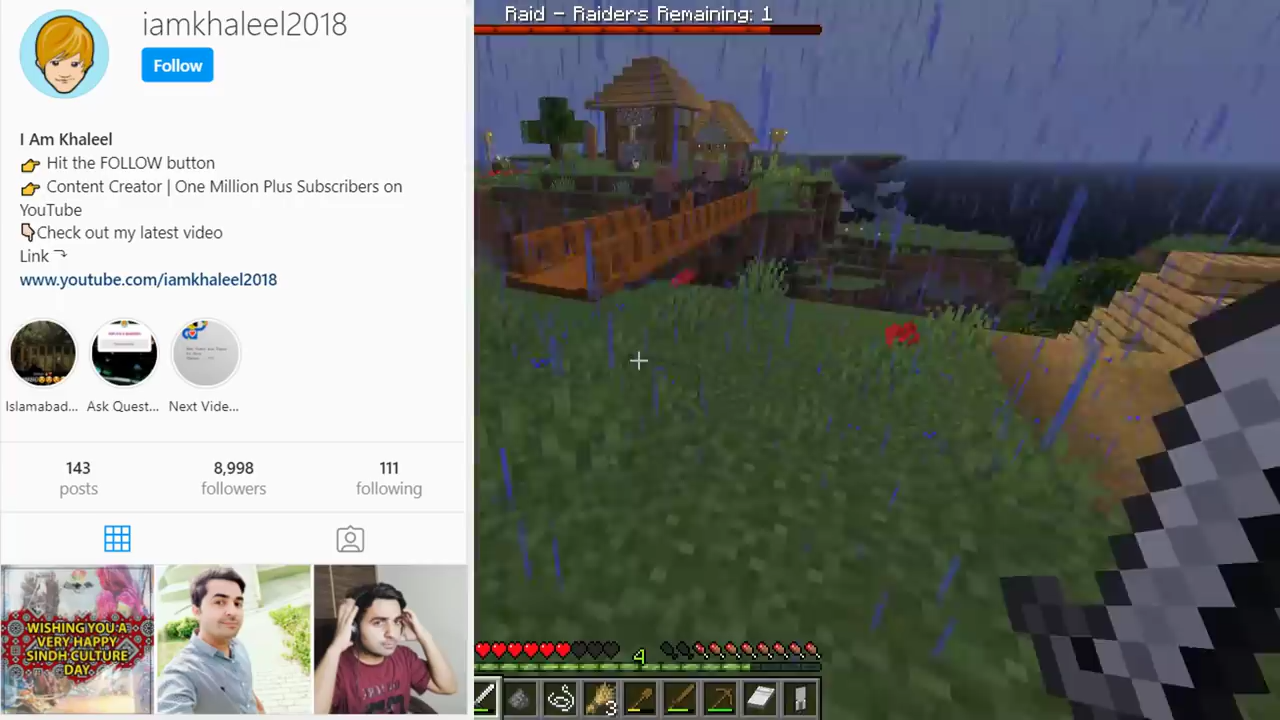 iamkhaleel2018
Follow
I Am Khaleel
Hit the FOLLOW button
Content Creator | One Million Plus Subscribers on
YouTube
Check out my latest video
Link
www.youtube.com/iamkhaleel2018
Islamabad... Ask Quest... Next Vide...
143 8,998 111
posts followers following
WISHING YOU A
VERY HAPPY
SINDH CULTURE
DAY
Raid – Raiders Remaining: 1
4
3